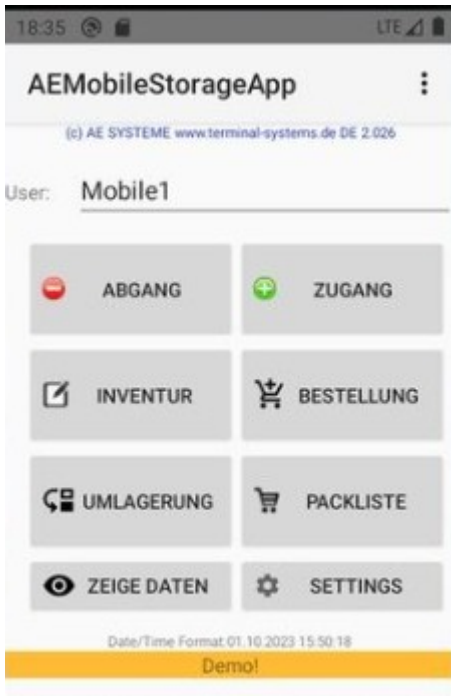 18:35 LTE
AEMobileStorageApp
(c) AE SYSTEME www.terminal-systems.de DE 2.026
User: Mobile1
ABGANG ZUGANG
INVENTUR BESTELLUNG
UMLAGERUNG PACKLISTE
ZEIGE DATEN SETTINGS
Date/Time Format:01.10.2023 15:50:18
Demo!